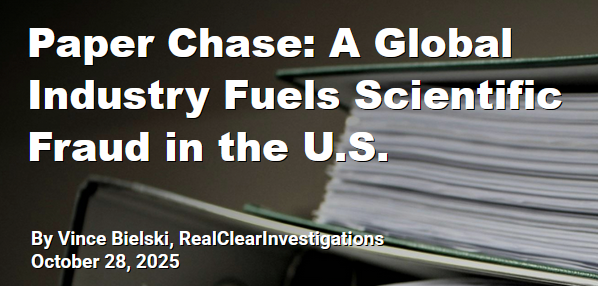 Paper Chase: A Global
Industry Fuels Scientific
Fraud in the U.S.
By Vince Bielski, RealClearInvestigations
October 28, 2025